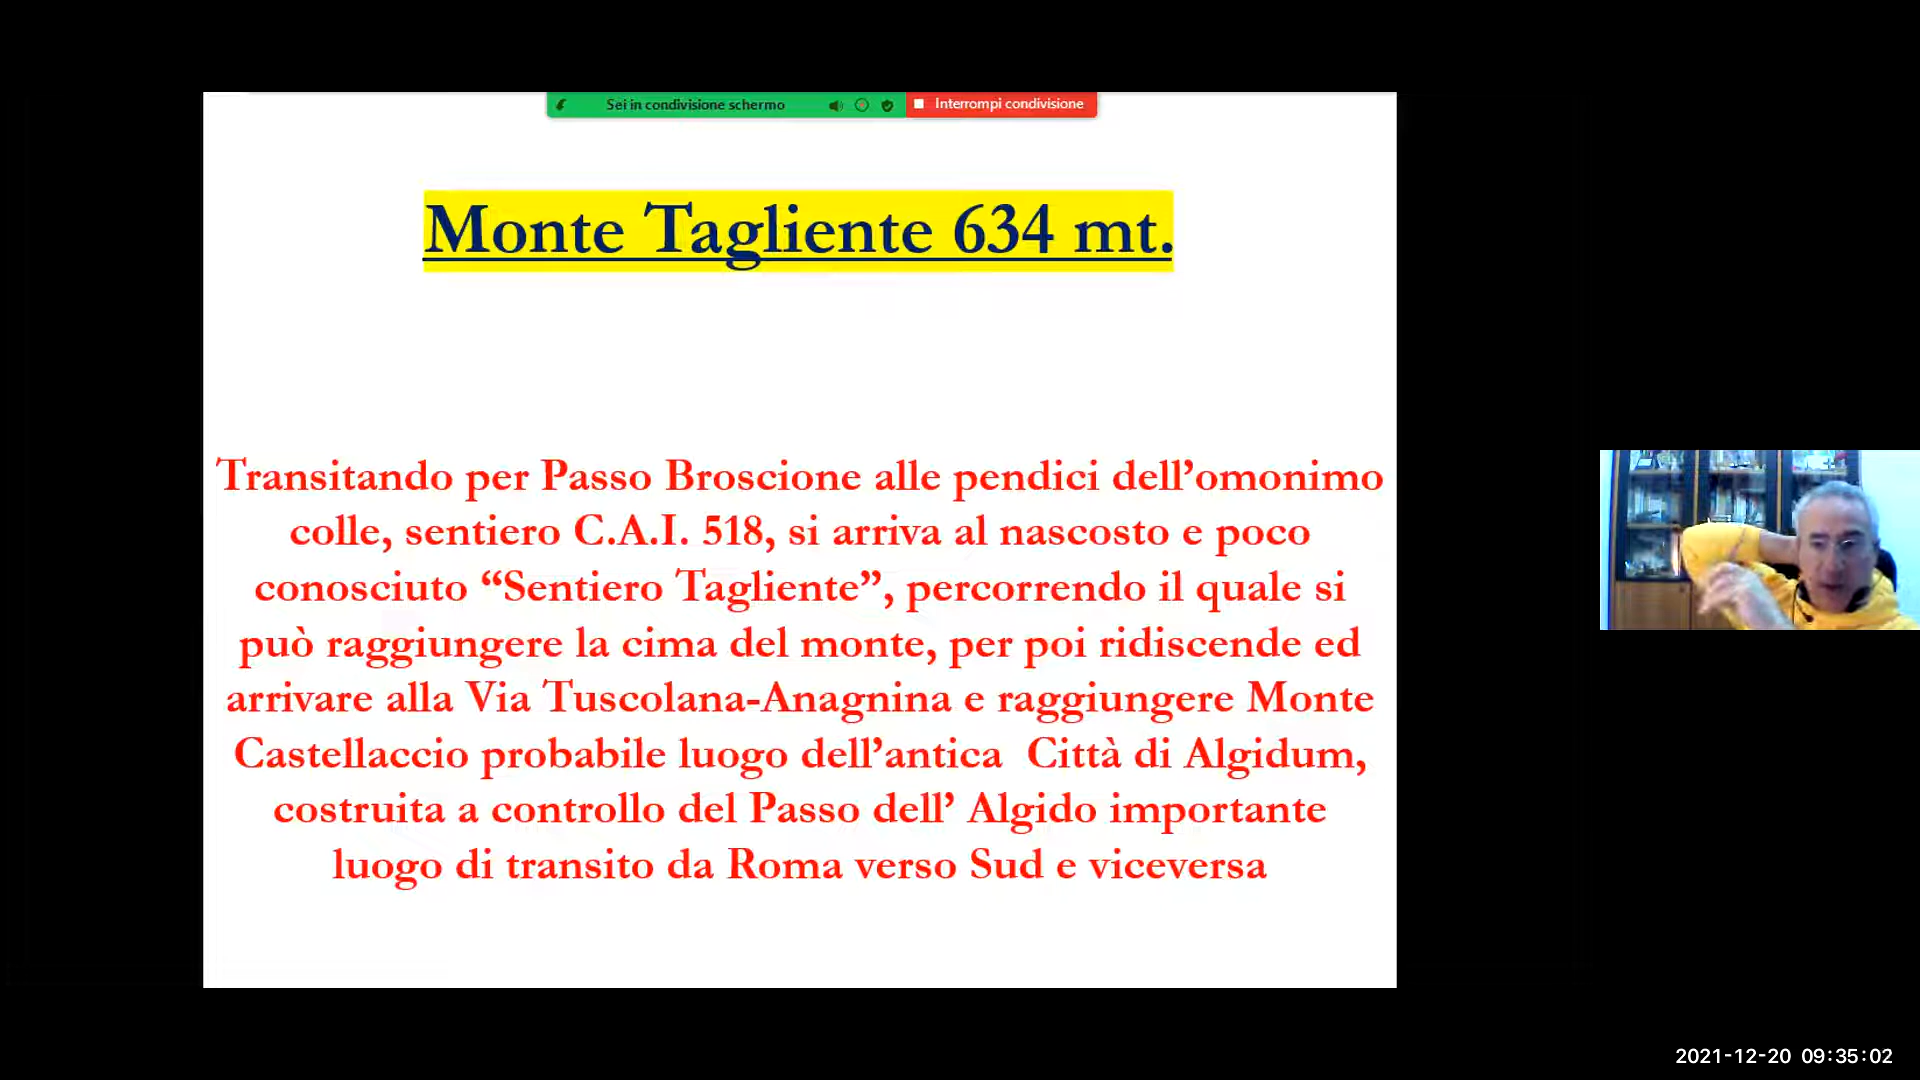 Sei in condivisione schermo
Interrompi condivisione
Monte Tagliente 634 mt.
Transitando per Passo Broscione alle pendici dell’omonimo
colle, sentiero C.A.I. 518, si arriva al nascosto e poco
conosciuto “Sentiero Tagliente”, percorrendo il quale si
può raggiungere la cima del monte, per poi ridiscende ed
arrivare alla Via Tuscolana-Anagnina e raggiungere Monte
Castellaccio probabile luogo dell’antica  Città di Algidum,
costruita a controllo del Passo dell’ Algido importante
luogo di transito da Roma verso Sud e viceversa
2021-12-20 09:35:02